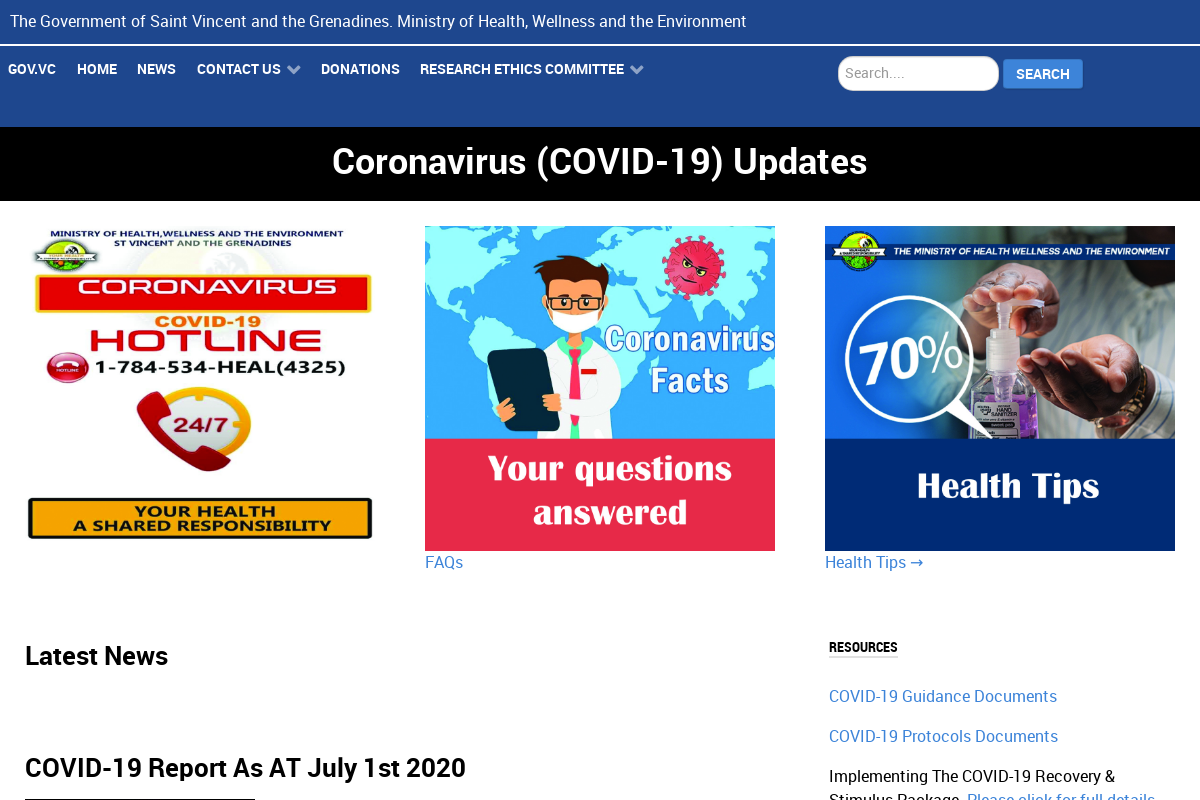 The Government of Saint Vincent and the Grenadines. Ministry of Health, Wellness and the Environment
GOV.VC HOME NEWS CONTACT US DONATIONS RESEARCH ETHICS COMMITTEE
Search.... SEARCH
Coronavirus (COVID-19) Updates
MINISTRY OF HEALTH,WELLNESS AND THE ENVIRONMENT
ST VINCENT AND THE GRENADINES
CORONAVIRUS
COVID-19
HOTLINE
HOTLINE
1-784-534-HEAL(4325)
24/7
YOUR HEALTH
A SHARED RESPONSIBILITY
Coronavirus
Facts
Your questions
answered
FAQs
THE MINISTRY OF HEALTH WELLNESS AND THE ENVIRONMENT
70%
HAND
SANITIZER
Health Tips
Health Tips →
Latest News
COVID-19 Report As AT July 1st 2020
RESOURCES
COVID-19 Guidance Documents
COVID-19 Protocols Documents
Implementing The COVID-19 Recovery &
Stimulus Package. Please click for full details